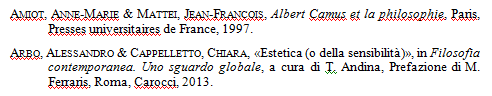 AMIOT, ANNE-MARIE & MATTEI, JEAN-FRANÇOIS, Albert Camus et la philosophie, Paris,
Presses universitaires de France, 1997.
ARBO, ALESSANDRO & CAPPELLETTO, CHIARA, «Estetica (o della sensibilità)», in Filosofia
contemporanea. Uno sguardo globale, a cura di T. Andina, Prefazione di M.
Ferraris, Roma, Carocci, 2013.